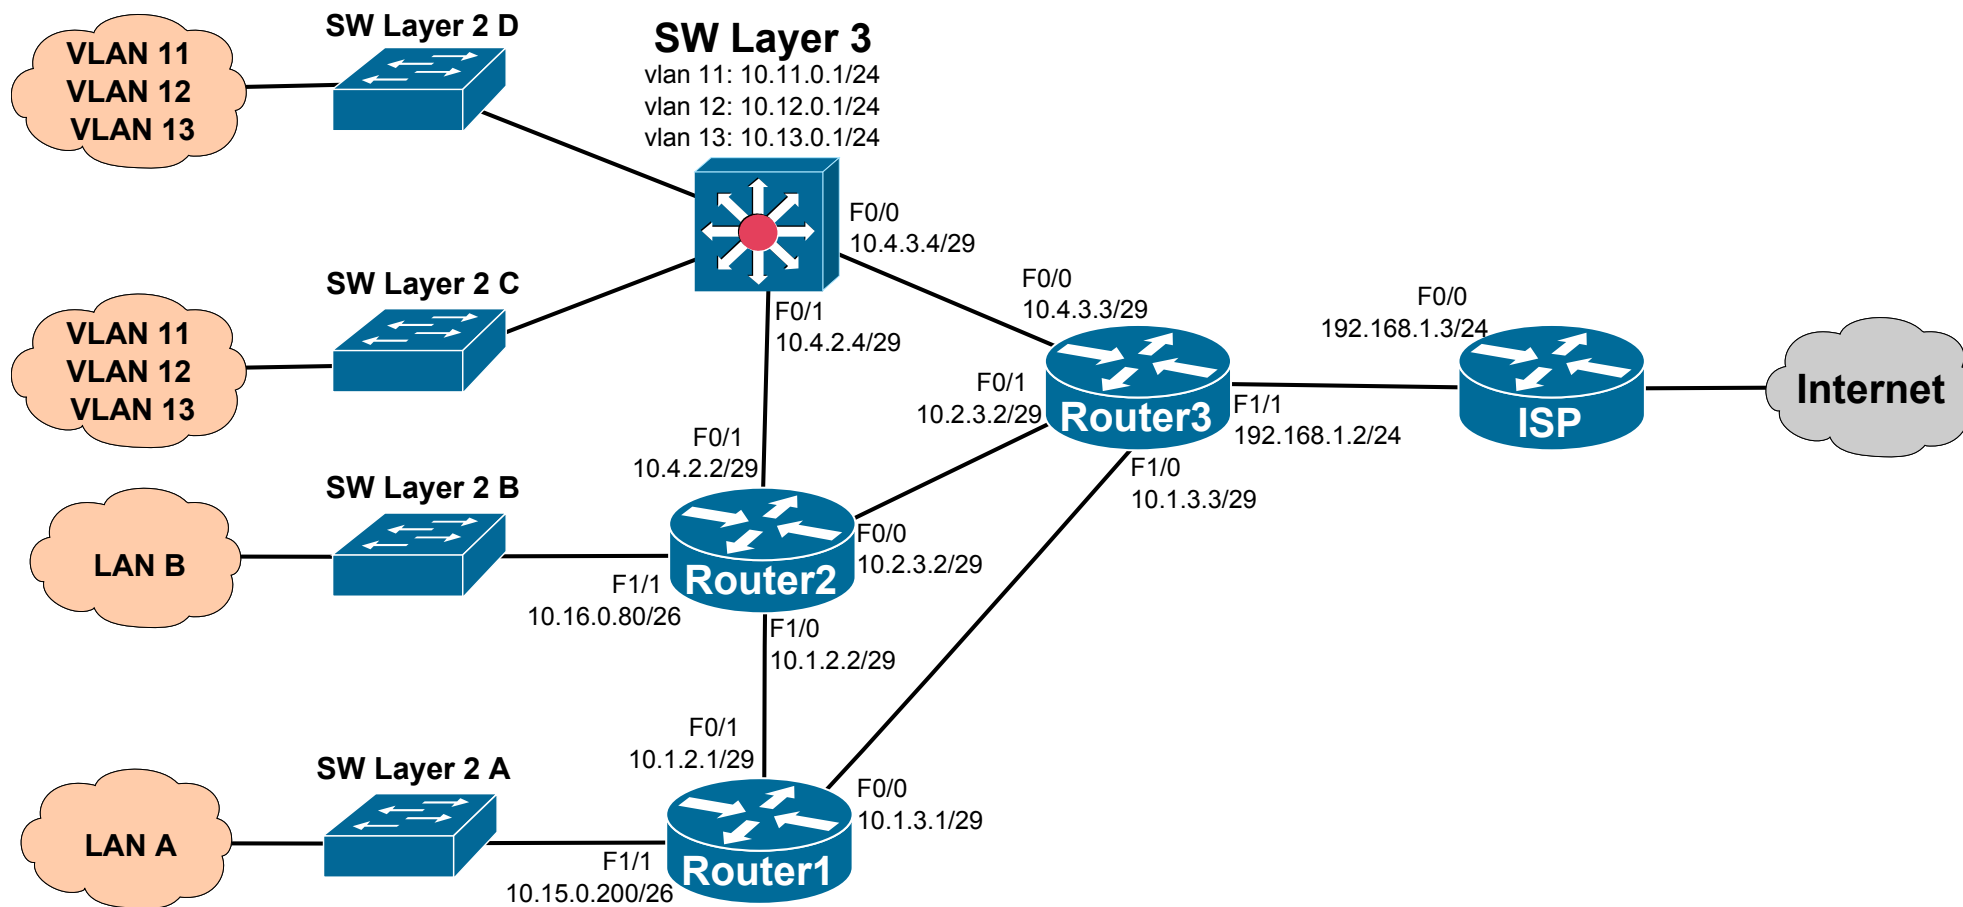 SW Layer 2 D
VLAN 11
VLAN 12
VLAN 13
SW Layer 3
vlan 11: 10.11.0.1/24
vlan 12: 10.12.0.1/24
vlan 13: 10.13.0.1/24
F0/0
10.4.3.4/29
SW Layer 2 C
VLAN 11
VLAN 12
VLAN 13
F0/1
10.4.2.4/29
F0/0
10.4.3.3/29
F0/1
10.2.3.2/29
Router3
F1/1
192.168.1.2/24
F1/0
10.1.3.3/29
F0/0
192.168.1.3/24
ISP
Internet
F0/1
10.4.2.2/29
SW Layer 2 B
LAN B
F1/1
10.16.0.80/26
Router2
F0/0
10.2.3.2/29
F1/0
10.1.2.2/29
F0/1
10.1.2.1/29
SW Layer 2 A
LAN A
F1/1
10.15.0.200/26
Router1
F0/0
10.1.3.1/29